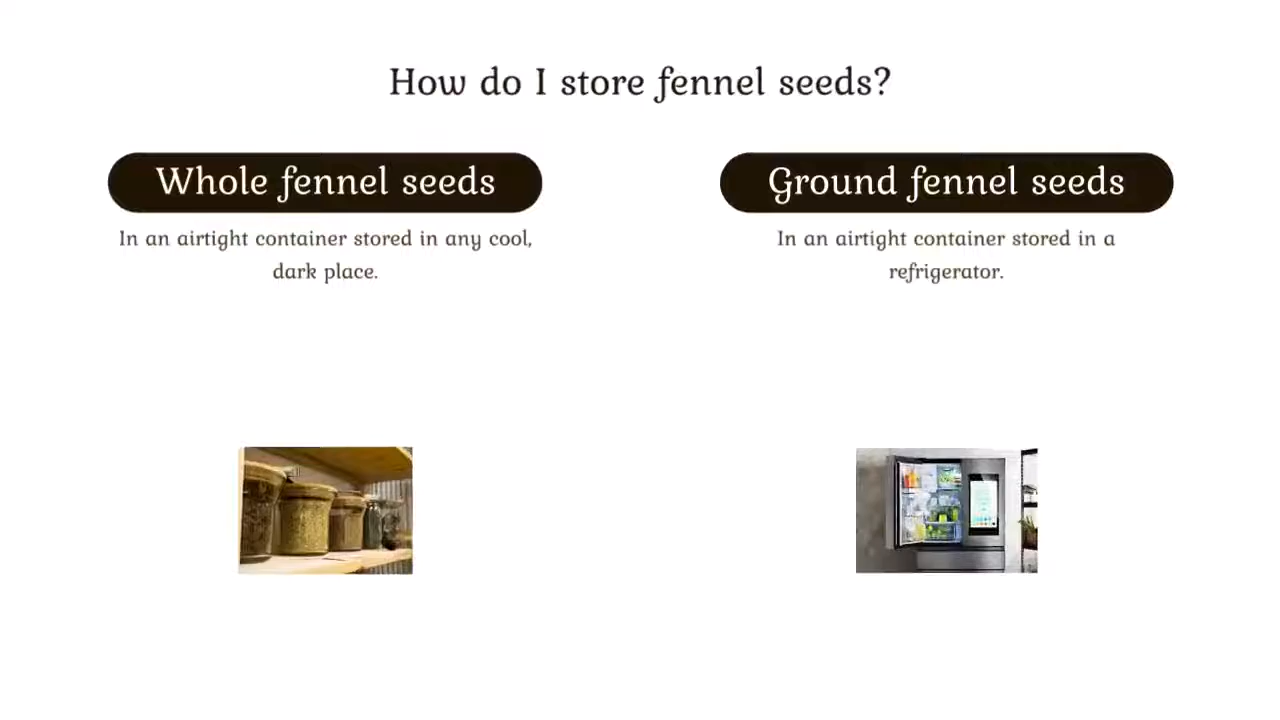 How do I store fennel seeds?
Whole fennel seeds
In an airtight container stored in any cool,
dark place.
Ground fennel seeds
In an airtight container stored in a
refrigerator.